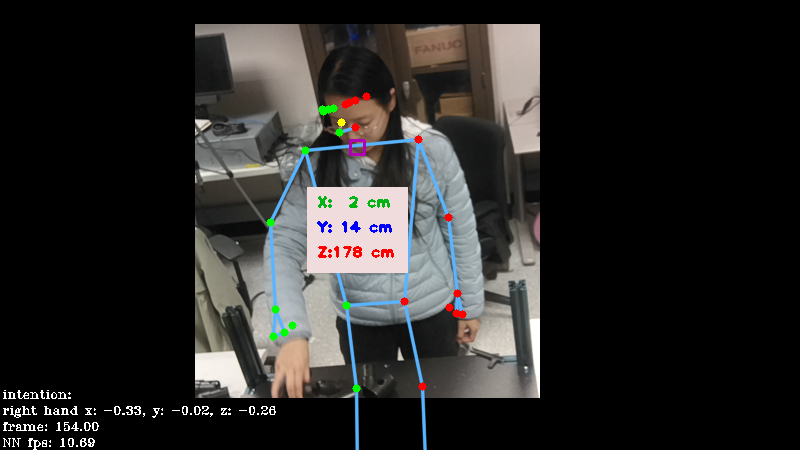 FANUC
X: 2 cm
Y: 14 cm
Z:178 cm
intention:
right hand x: −0.33, y: −0.02, z: −0.26
frame: 154.00
NN fps: 10.69